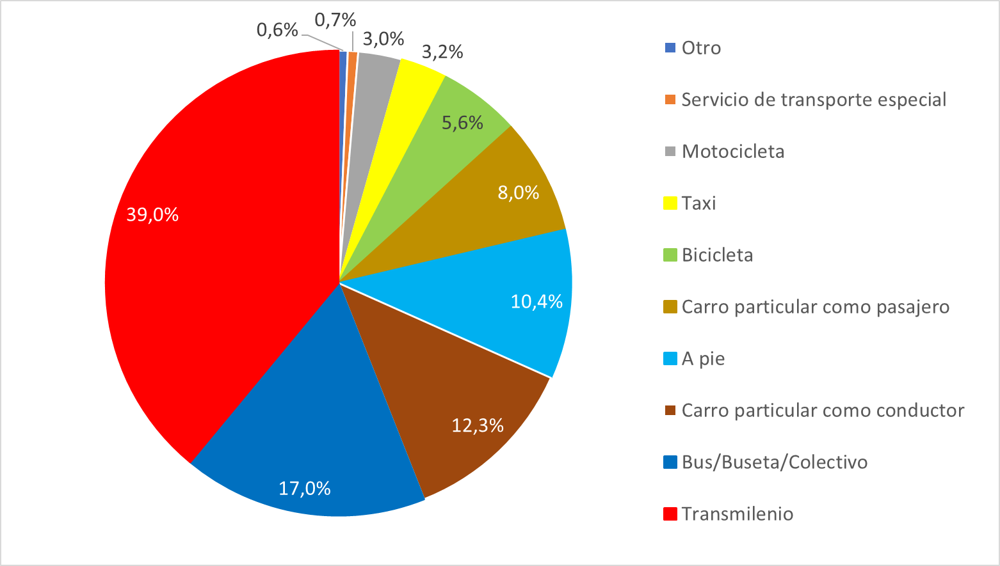 0,6%
0,7%
3,0%
3,2%
5,6%
8,0%
10,4%
12,3%
17,0%
39,0%
Otro
Servicio de transporte especial
Motocicleta
Taxi
Bicicleta
Carro particular como pasajero
A pie
Carro particular como conductor
Bus/Buseta/Colectivo
Transmilenio